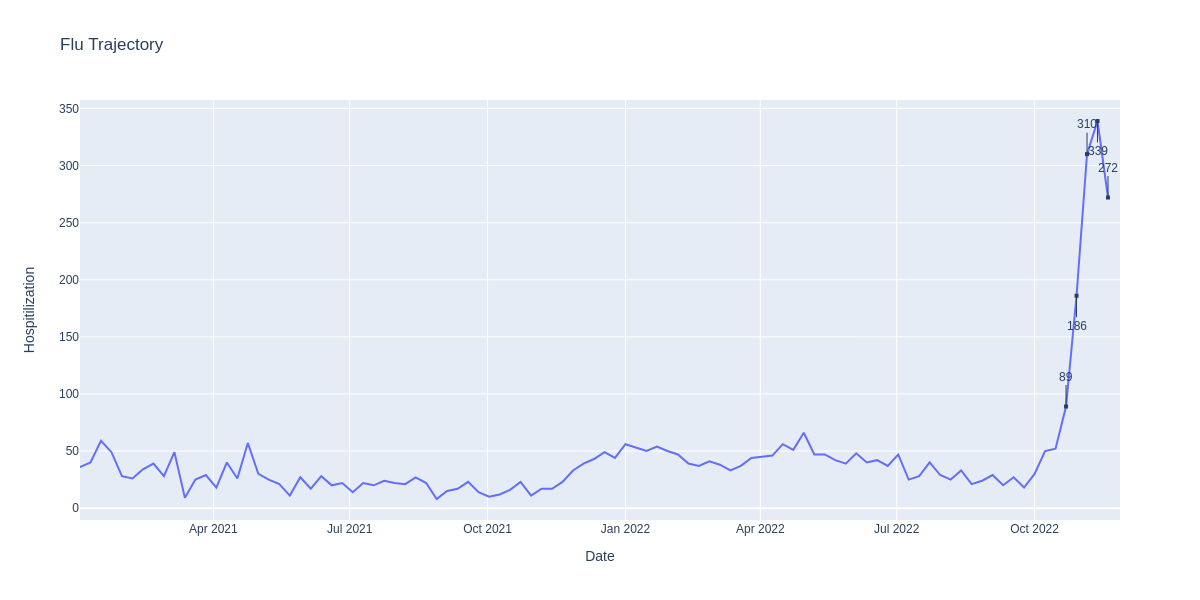 Flu Trajectory
Hospitilization
350
300
250
200
150
100
50
0
310
339
272
186
89
Apr 2021
Jul 2021
Oct 2021
Jan 2022
Apr 2022
Jul 2022
Oct 2022
Date